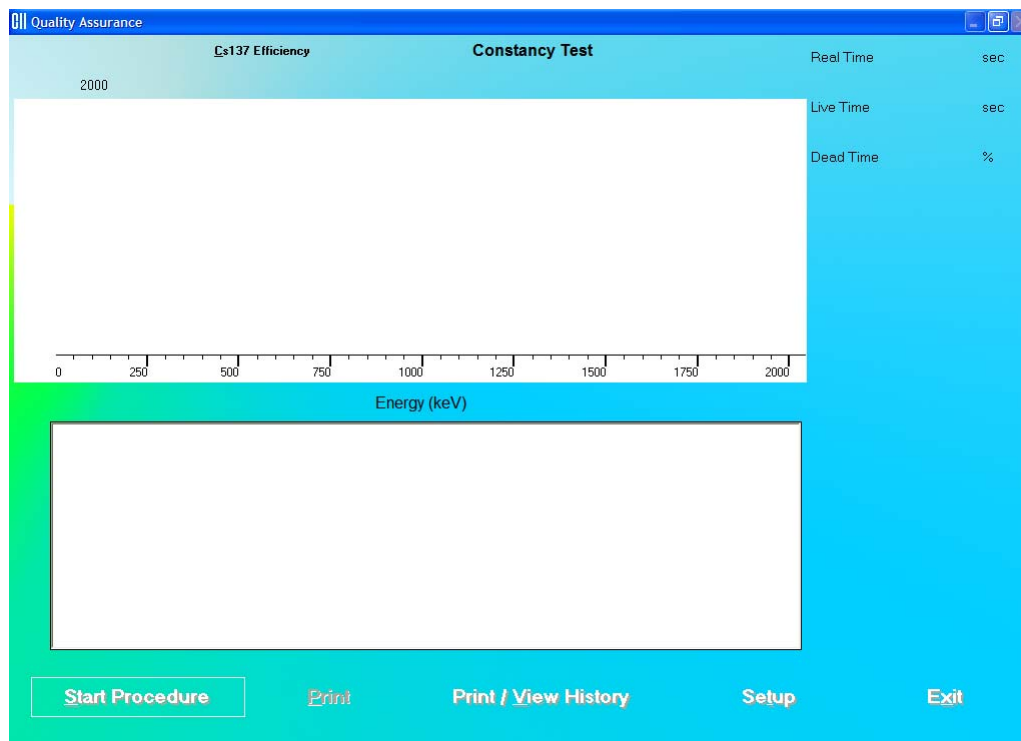 Quality Assurance
Cs137 Efficiency
Constancy Test
Real Time sec
2000
Live Time sec
Dead Time %
0 250 500 750 1000 1250 1500 1750 2000
Energy (keV)
Start Procedure Print Print / View History Setup Exit